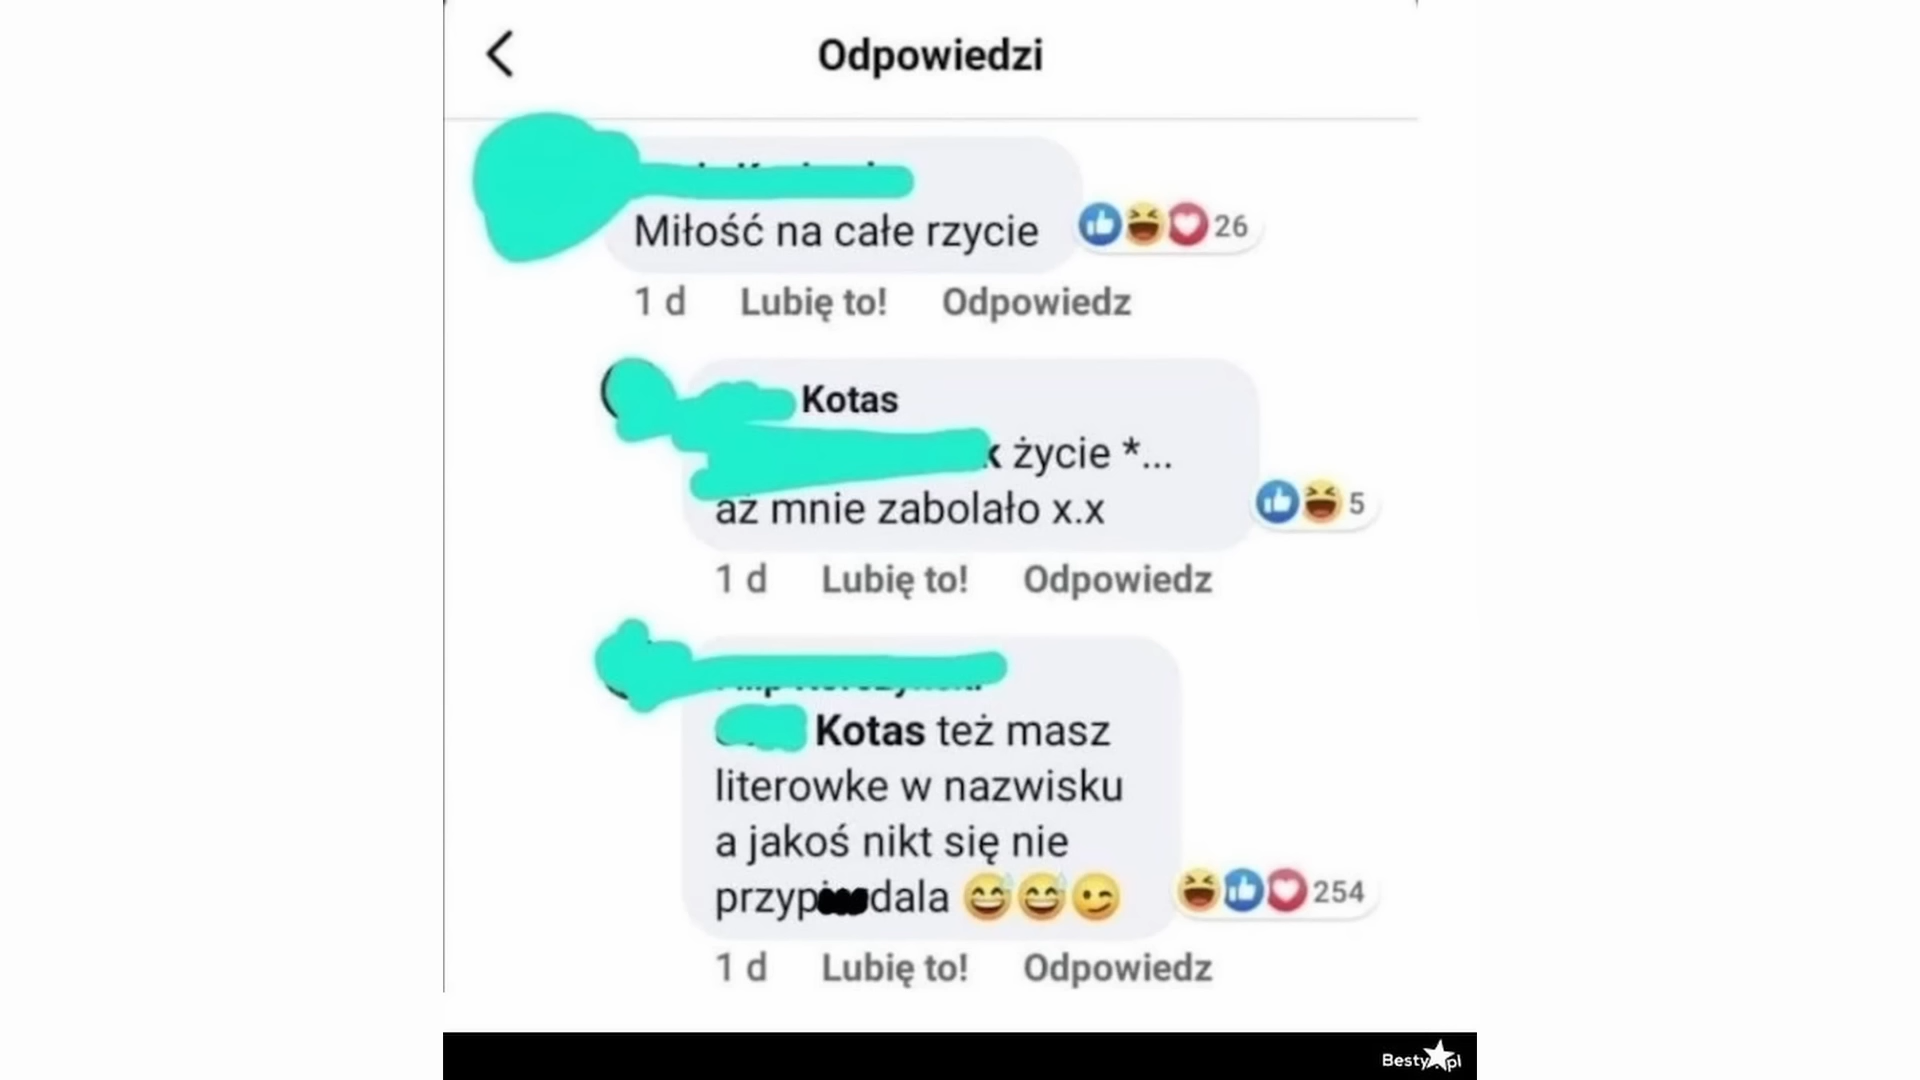 Odpowiedzi
Miłość na całe rzycie
26
1 d Lubię to! Odpowiedz
Kotas
życie *...
aż mnie zabolało x.x
5
1 d Lubię to! Odpowiedz
Kotas też masz
literowke w nazwisku
a jakoś nikt się nie
254
1 d Lubię to! Odpowiedz
Besty.pl